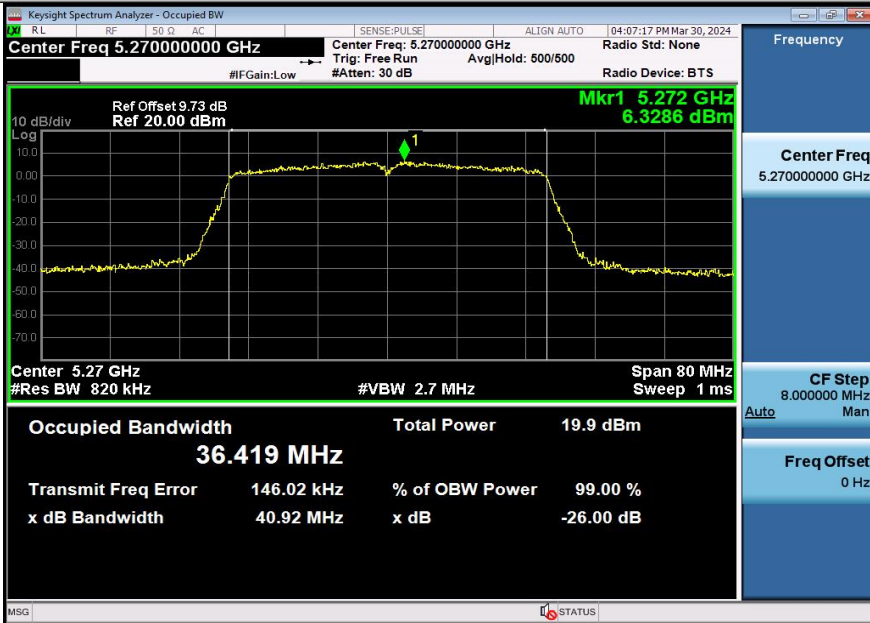 Keysight Spectrum Analyzer - Occupied BW
LXI RL RF 50 Ω AC SENSE:PULSE ALIGN AUTO 04:07:17 PM Mar 30, 2024
Center Freq 5.270000000 GHz
Center Freq: 5.270000000 GHz
Radio Std: None
Trig: Free Run Avg|Hold: 500/500
#IFGain:Low #Atten: 30 dB Radio Device: BTS
Ref Offset 9.73 dB
Mkr1 5.272 GHz
10 dB/div Ref 20.00 dBm 6.3286 dBm
Log
1
10.0
0.00
-10.0
-20.0
-30.0
-40.0
-50.0
-60.0
-70.0
Center 5.27 GHz Span 80 MHz
#Res BW 820 kHz #VBW 2.7 MHz Sweep 1 ms
Occupied Bandwidth Total Power 19.9 dBm
36.419 MHz
Transmit Freq Error 146.02 kHz % of OBW Power 99.00 %
x dB Bandwidth 40.92 MHz x dB -26.00 dB
MSG STATUS
Frequency
Center Freq
5.270000000 GHz
CF Step
8.000000 MHz
Auto Man
Freq Offset
0 Hz